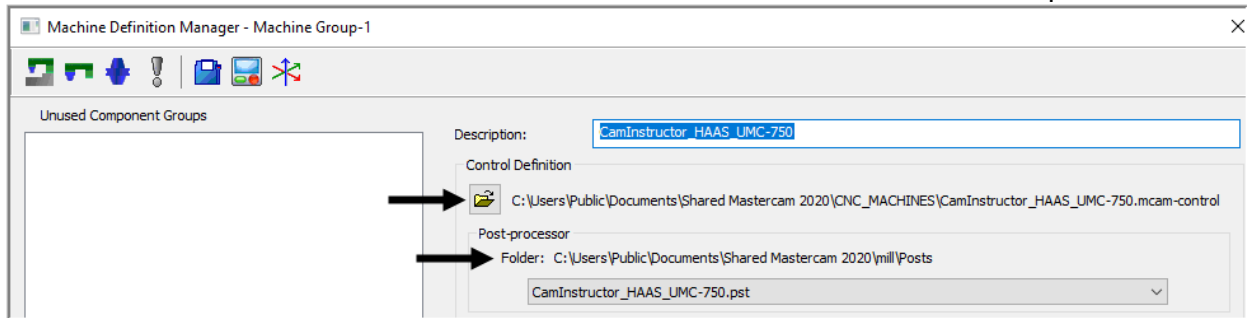 Machine Definition Manager - Machine Group-1
Unused Component Groups
Description: CamInstructor_HAAS_UMC-750
Control Definition
C:\Users\Public\Documents\Shared Mastercam 2020\CNC_MACHINES\CamInstructor_HAAS_UMC-750.mcam-control
Post-processor
Folder: C:\Users\Public\Documents\Shared Mastercam 2020\mill\Posts
CamInstructor_HAAS_UMC-750.pst